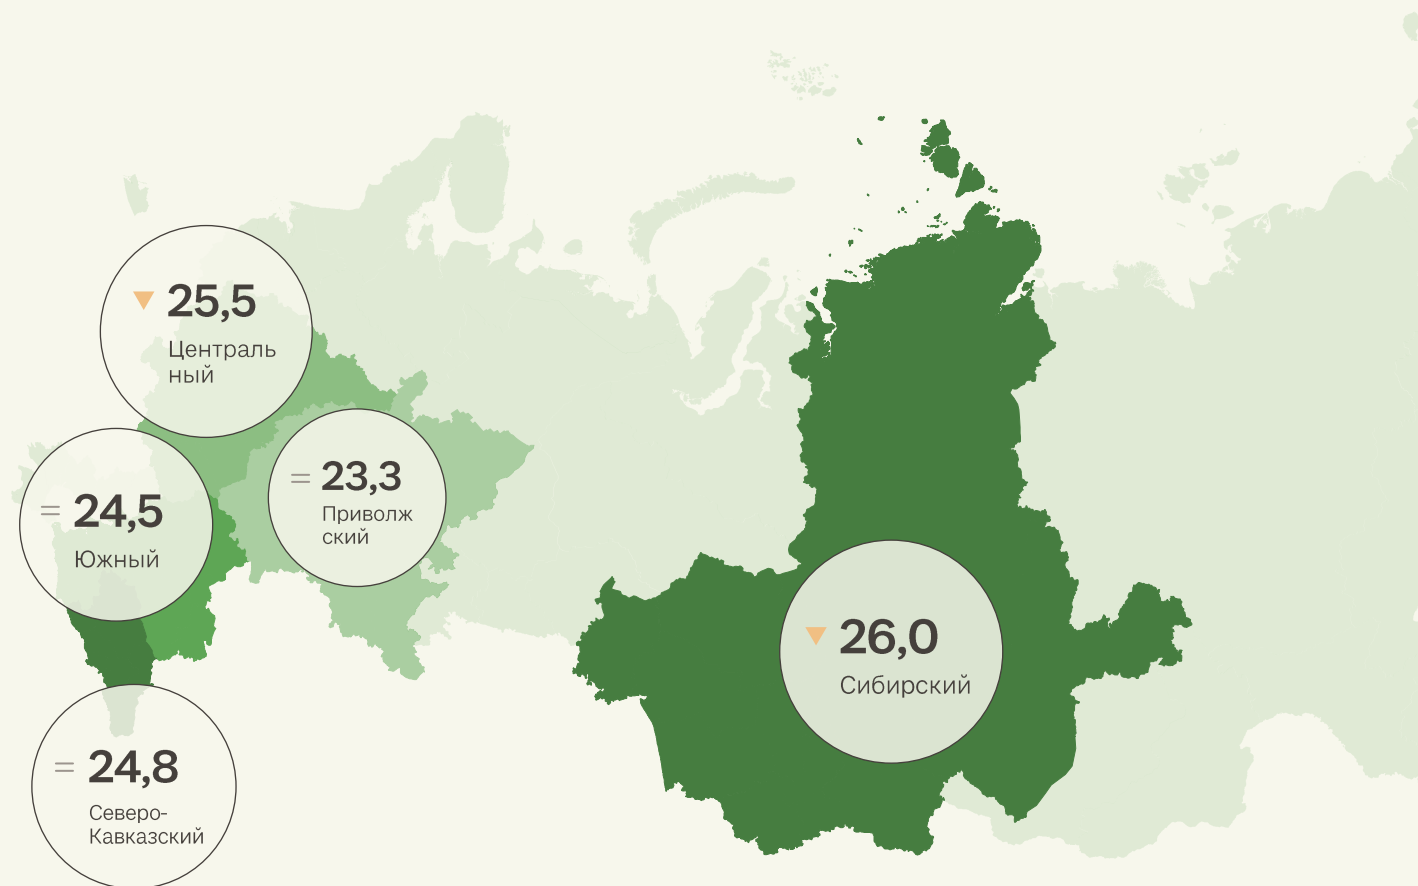 25,5
Централь
ный
= 24,5
Южный
= 23,3
Приволж
ский
26,0
Сибирский
= 24,8
Северо-
Кавказский